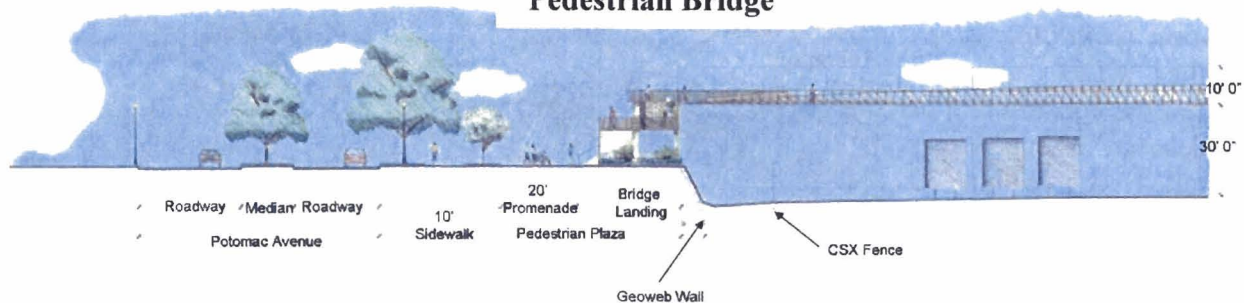 Pedestrian Bridge
10' 0"
30' 0"
Roadway Median Roadway
10'
Sidewalk
20'
Promenade
Bridge
Landing
Potomac Avenue
Pedestrian Plaza
CSX Fence
Geoweb Wall